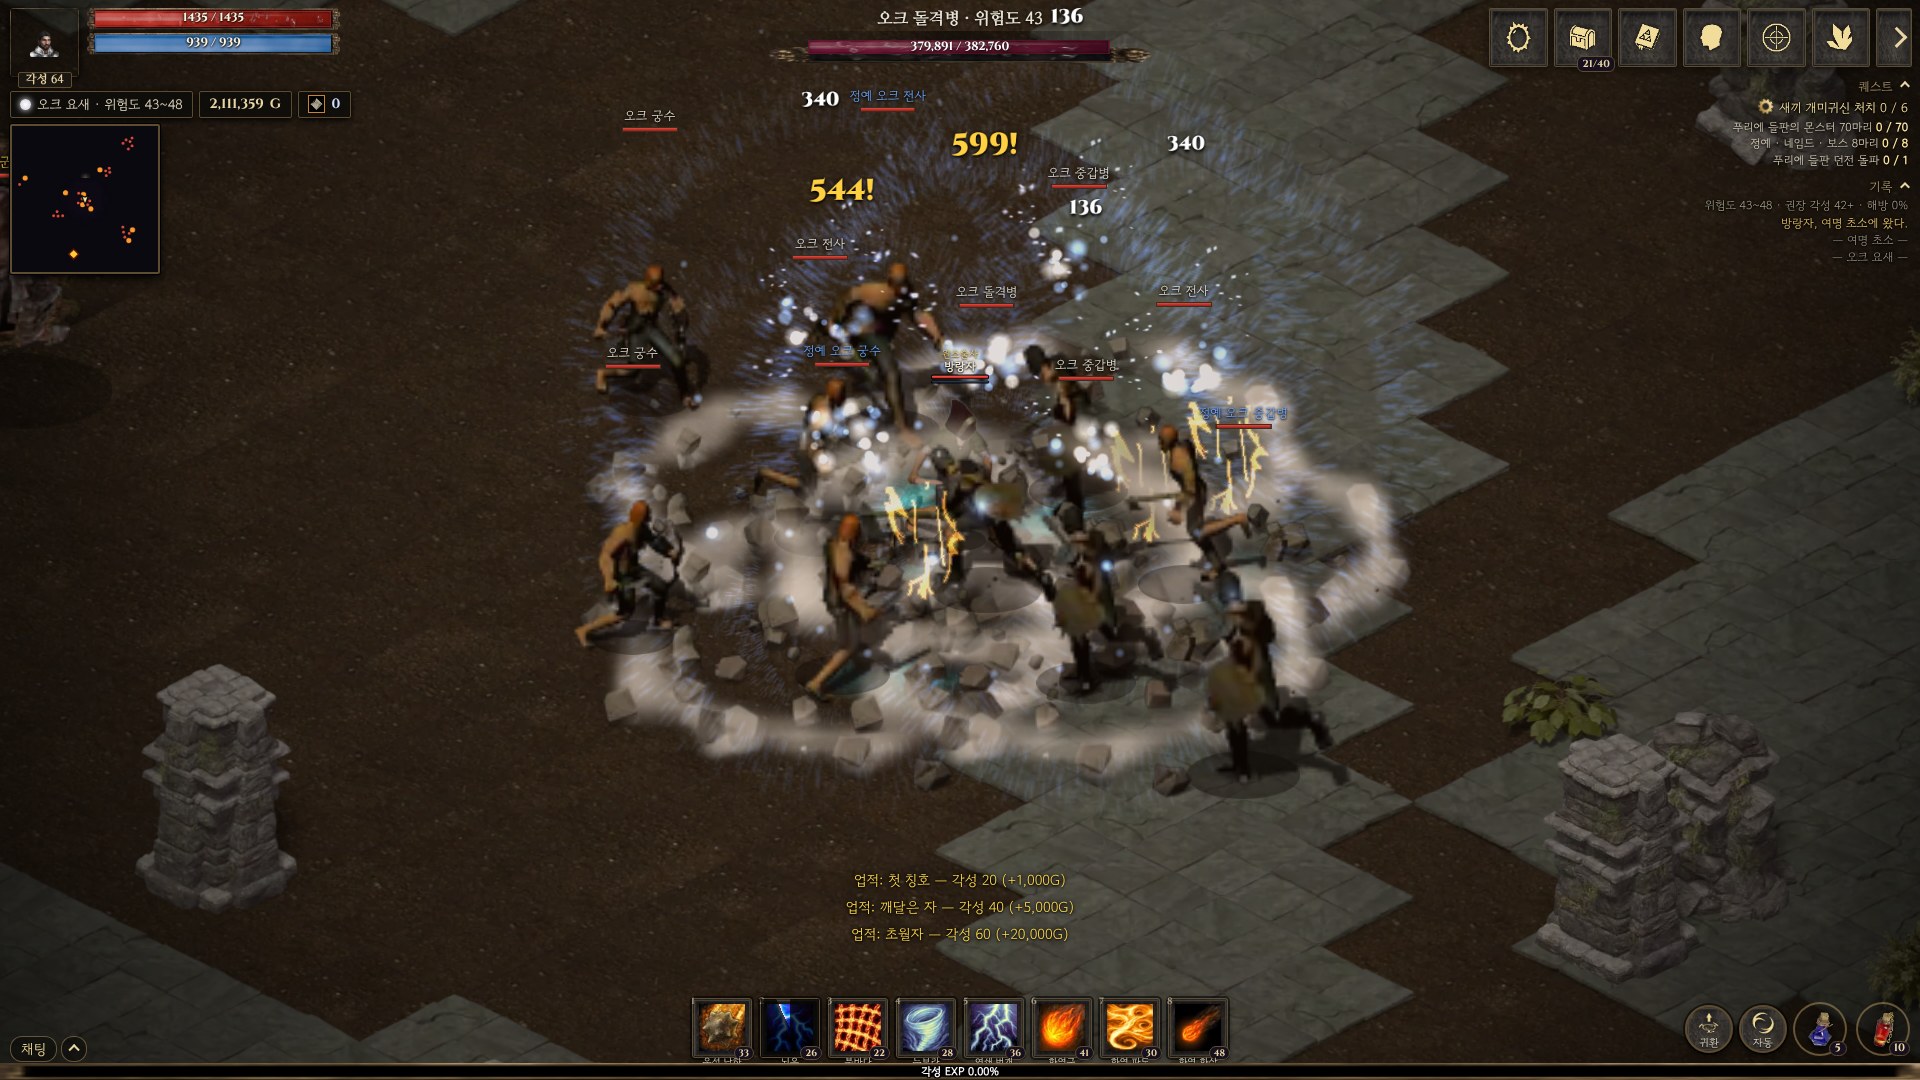 1435 / 1435
939 / 939
각성 64
오크 요새 · 위험도 43~48
2,111,359 G
0
오크 돌격병 · 위험도 43
136
379,891 / 382,760
21/40
퀘스트
새끼 개미귀신 처치 0 / 6
푸리에 들판의 몬스터 70마리 0 / 70
정예 · 네임드 · 보스 8마리 0 / 8
푸리에 들판 던전 돌파 0 / 1
기록
위험도 43~48 · 권장 각성 42+ · 해방 0%
방랑자, 여명 초소에 왔다.
— 여명 초소 —
— 오크 요새 —
340
정예 오크 전사
오크 궁수
599!
340
오크 중갑병
544!
136
오크 전사
오크 돌격병
오크 전사
오크 궁수
정예 오크 궁수
방랑자
오크 중갑병
정예 오크 중갑병
업적: 첫 칭호 — 각성 20 (+1,000G)
업적: 깨달은 자 — 각성 40 (+5,000G)
업적: 초월자 — 각성 60 (+20,000G)
1 2 3 4 5 6 7 8
33 26 22 28 36 41 30 48
채팅
귀환
자동
5
10
각성 EXP 0.00%